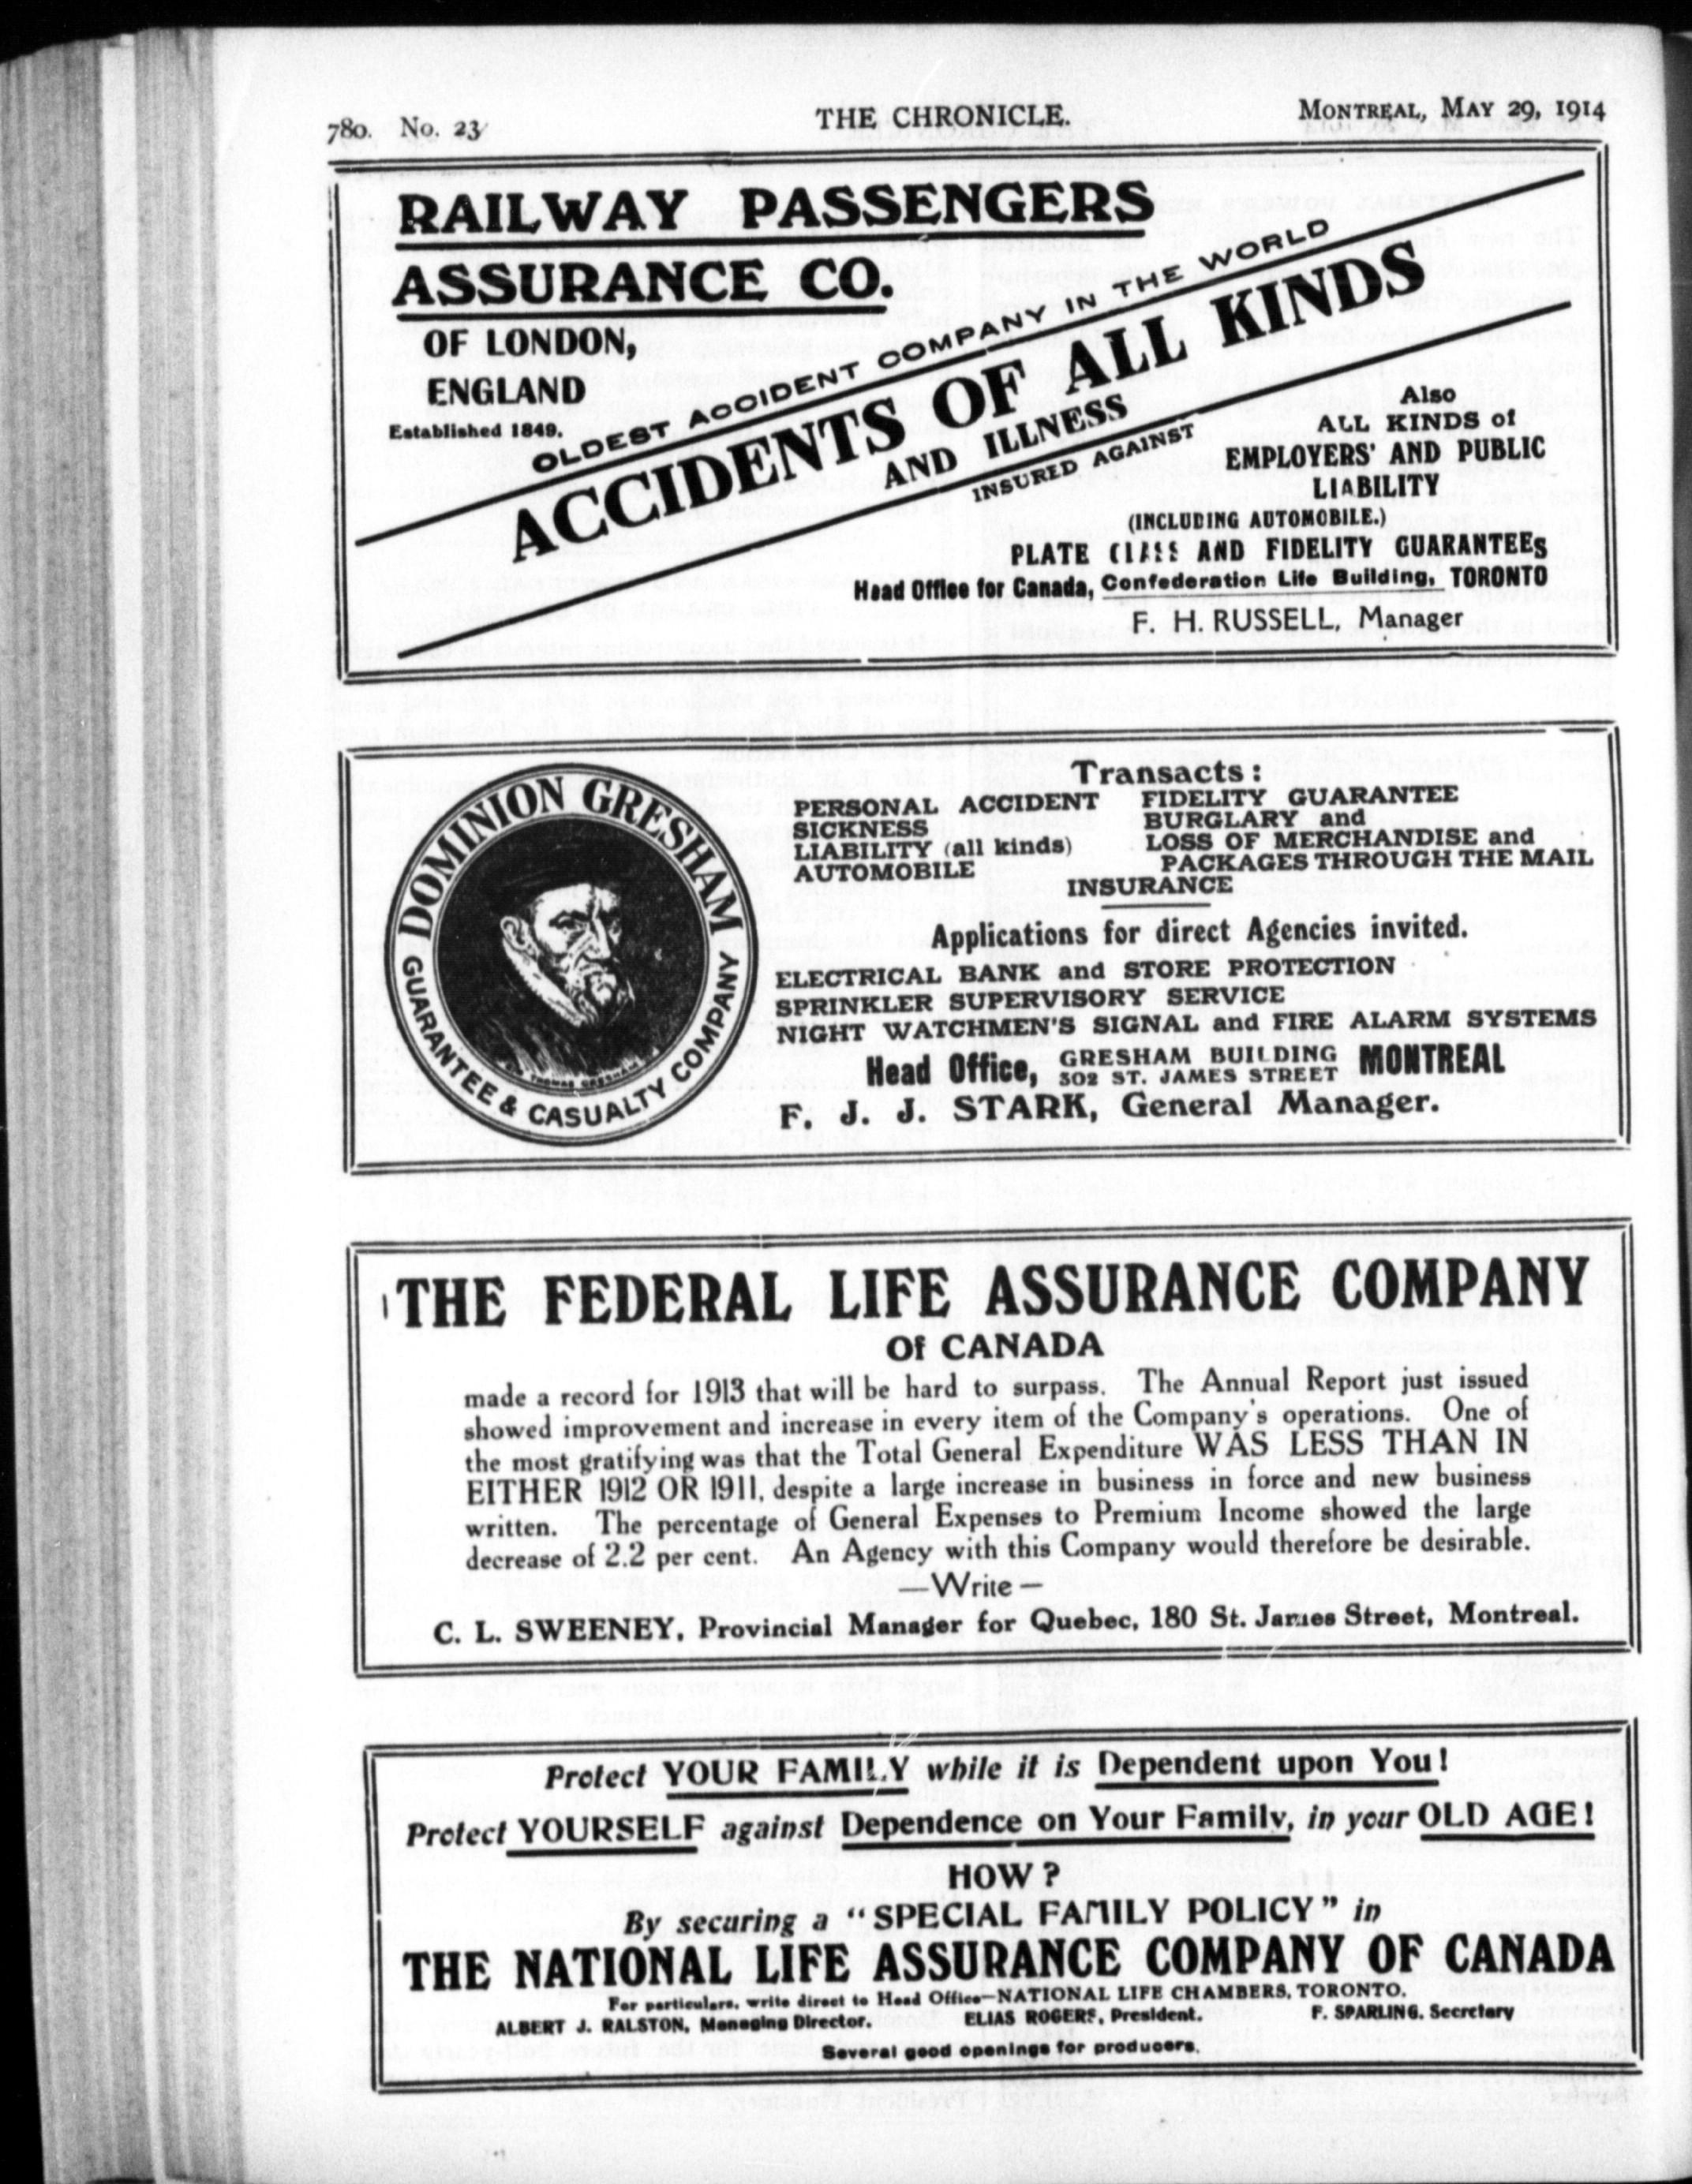 780. No. 23
THE CHRONICLE.
MONTREAL, MAY 29, 1914
RAILWAY PASSENGERS
ASSURANCE CO.
OF LONDON,
ENGLAND
Established 1849.
OLDEST ACCIDENT COMPANY IN THE WORLD
ACCIDENTS OF ALL KINDS
AND ILLNESS
INSURED AGAINST
Also
ALL KINDS of
EMPLOYERS' AND PUBLIC
LIABILITY
(INCLUDING AUTOMOBILE.)
PLATE GLASS AND FIDELITY GUARANTEES
Head Office for Canada, Confederation Life Building, TORONTO
F. H. RUSSELL, Manager
DOMINION GRESHAM
GUARANTEE & CASUALTY COMPANY
THOMAS GRESHAM
Transacts:
PERSONAL ACCIDENT FIDELITY GUARANTEE
SICKNESS BURGLARY and
LIABILITY (all kinds) LOSS OF MERCHANDISE and
AUTOMOBILE PACKAGES THROUGH THE MAIL
INSURANCE
Applications for direct Agencies invited.
ELECTRICAL BANK and STORE PROTECTION
SPRINKLER SUPERVISORY SERVICE
NIGHT WATCHMEN'S SIGNAL and FIRE ALARM SYSTEMS
Head Office, GRESHAM BUILDING MONTREAL
302 ST. JAMES STREET
F. J. J. STARK, General Manager.
THE FEDERAL LIFE ASSURANCE COMPANY
Of CANADA
made a record for 1913 that will be hard to surpass. The Annual Report just issued
showed improvement and increase in every item of the Company's operations. One of
the most gratifying was that the Total General Expenditure WAS LESS THAN IN
EITHER 1912 OR 1911, despite a large increase in business in force and new business
written. The percentage of General Expenses to Premium Income showed the large
decrease of 2.2 per cent. An Agency with this Company would therefore be desirable.
—Write—
C. L. SWEENEY, Provincial Manager for Quebec, 180 St. James Street, Montreal.
Protect YOUR FAMILY while it is Dependent upon You!
Protect YOURSELF against Dependence on Your Family, in your OLD AGE!
HOW?
By securing a "SPECIAL FAMILY POLICY" in
THE NATIONAL LIFE ASSURANCE COMPANY OF CANADA
For particulars, write direct to Head Office—NATIONAL LIFE CHAMBERS, TORONTO.
ALBERT J. RALSTON, Managing Director. ELIAS ROGERS, President. F. SPARLING, Secretary
Several good openings for producers.